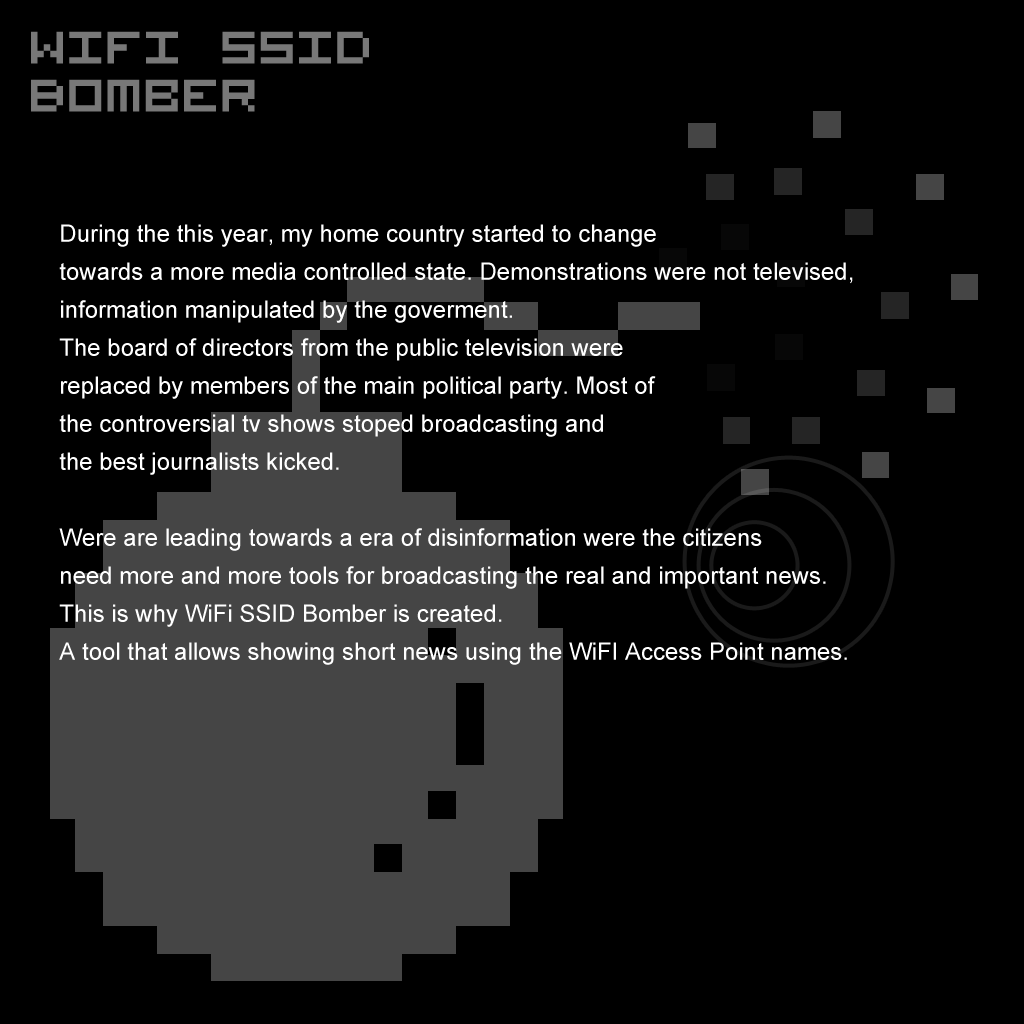 WIFI SSID
BOMBER
During the this year, my home country started to change
towards a more media controlled state. Demonstrations were not televised,
information manipulated by the goverment.
The board of directors from the public television were
replaced by members of the main political party. Most of
the controversial tv shows stoped broadcasting and
the best journalists kicked.
Were are leading towards a era of disinformation were the citizens
need more and more tools for broadcasting the real and important news.
This is why WiFi SSID Bomber is created.
A tool that allows showing short news using the WiFI Access Point names.